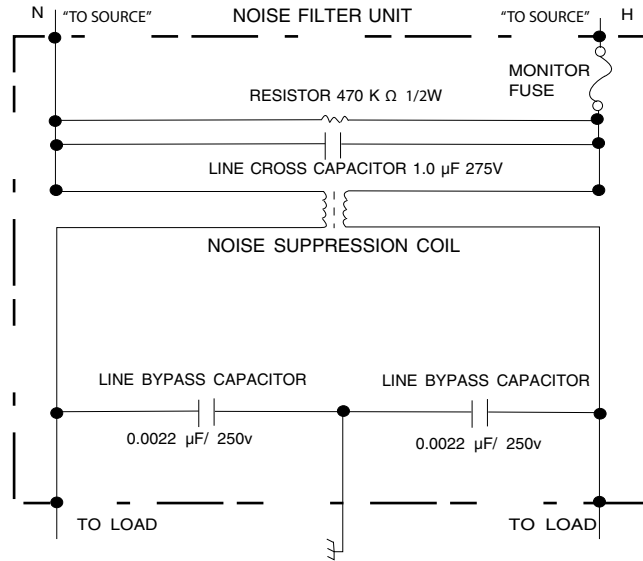 N "TO SOURCE" NOISE FILTER UNIT "TO SOURCE" H
MONITOR
FUSE
RESISTOR 470 K Ω 1/2W
LINE CROSS CAPACITOR 1.0 µF 275V
NOISE SUPPRESSION COIL
LINE BYPASS CAPACITOR LINE BYPASS CAPACITOR
0.0022 µF/ 250v 0.0022 µF/ 250v
TO LOAD TO LOAD